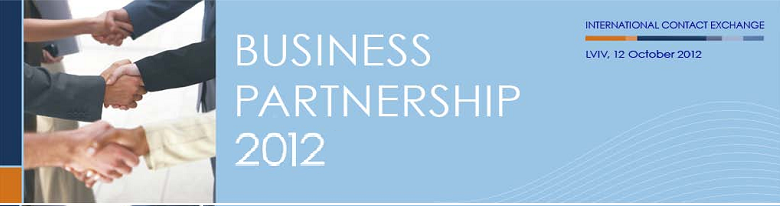 BUSINESS
PARTNERSHIP
2012
INTERNATIONAL CONTACT EXCHANGE
LVIV, 12 October 2012